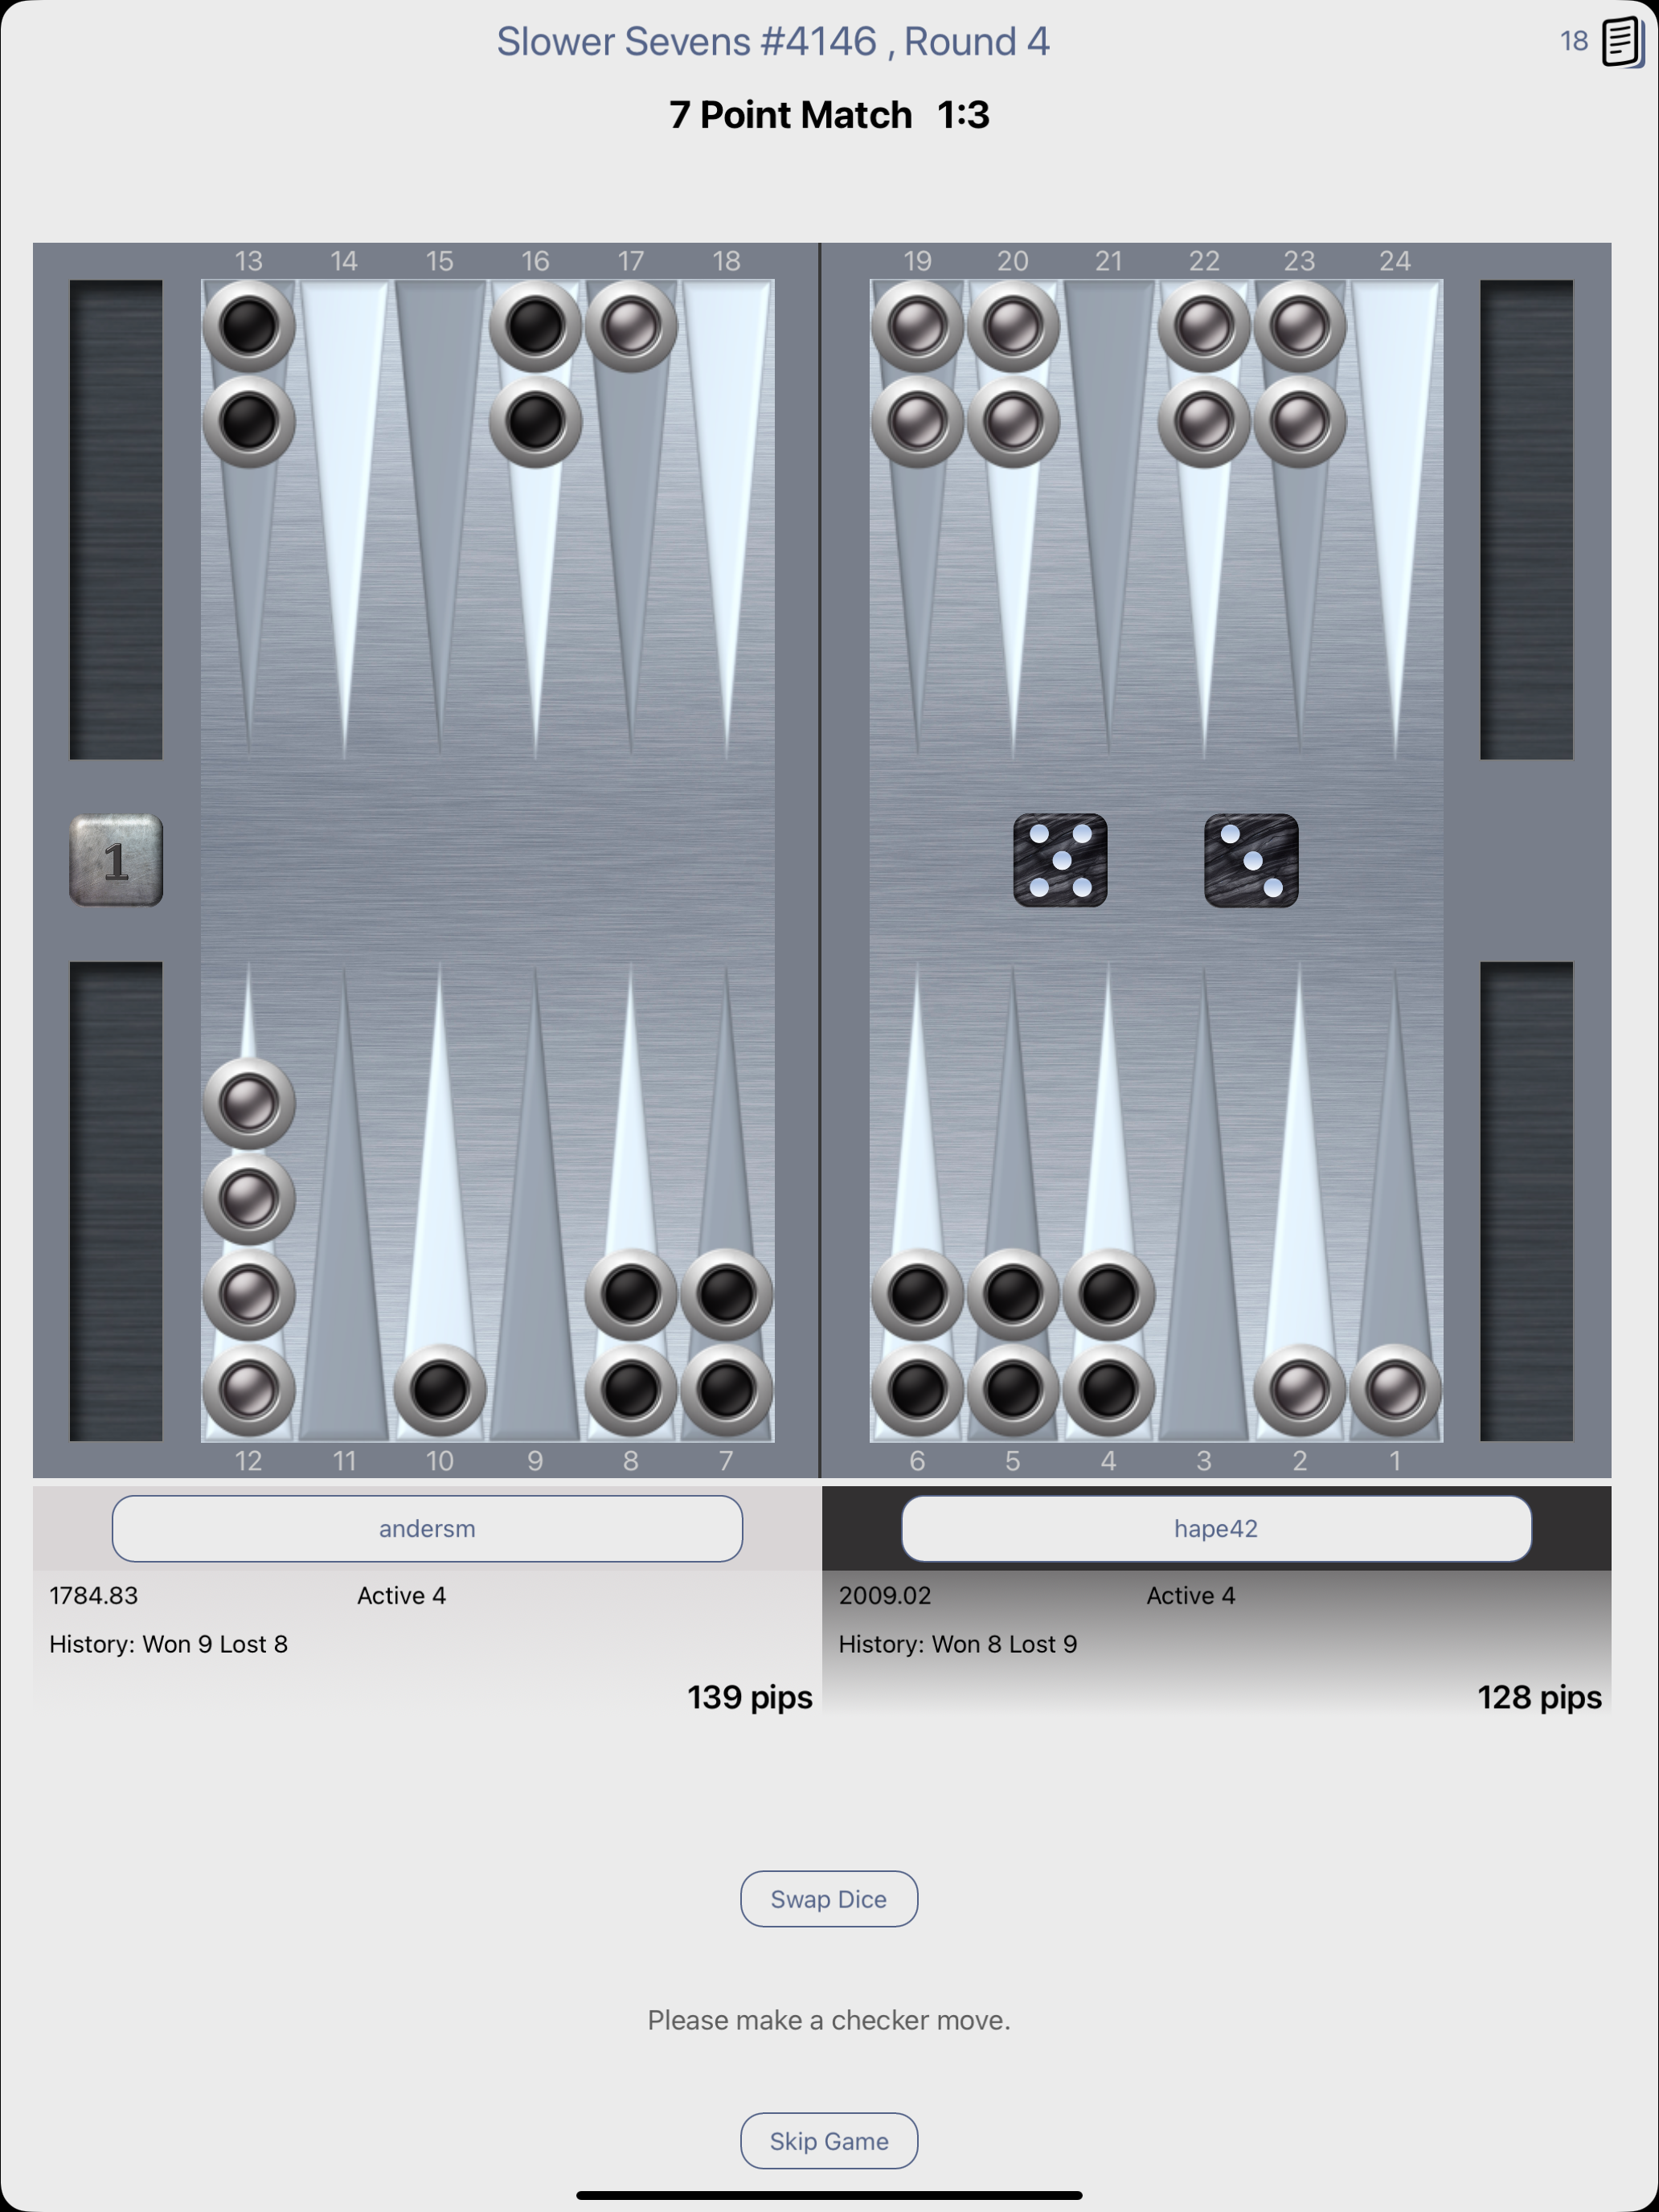 Slower Sevens #4146 , Round 4
18
7 Point Match 1:3
13 14 15 16 17 18 19 20 21 22 23 24
1
12 11 10 9 8 7 6 5 4 3 2 1
andersm hape42
1784.83 Active 4 2009.02 Active 4
History: Won 9 Lost 8 History: Won 8 Lost 9
139 pips 128 pips
Swap Dice
Please make a checker move.
Skip Game